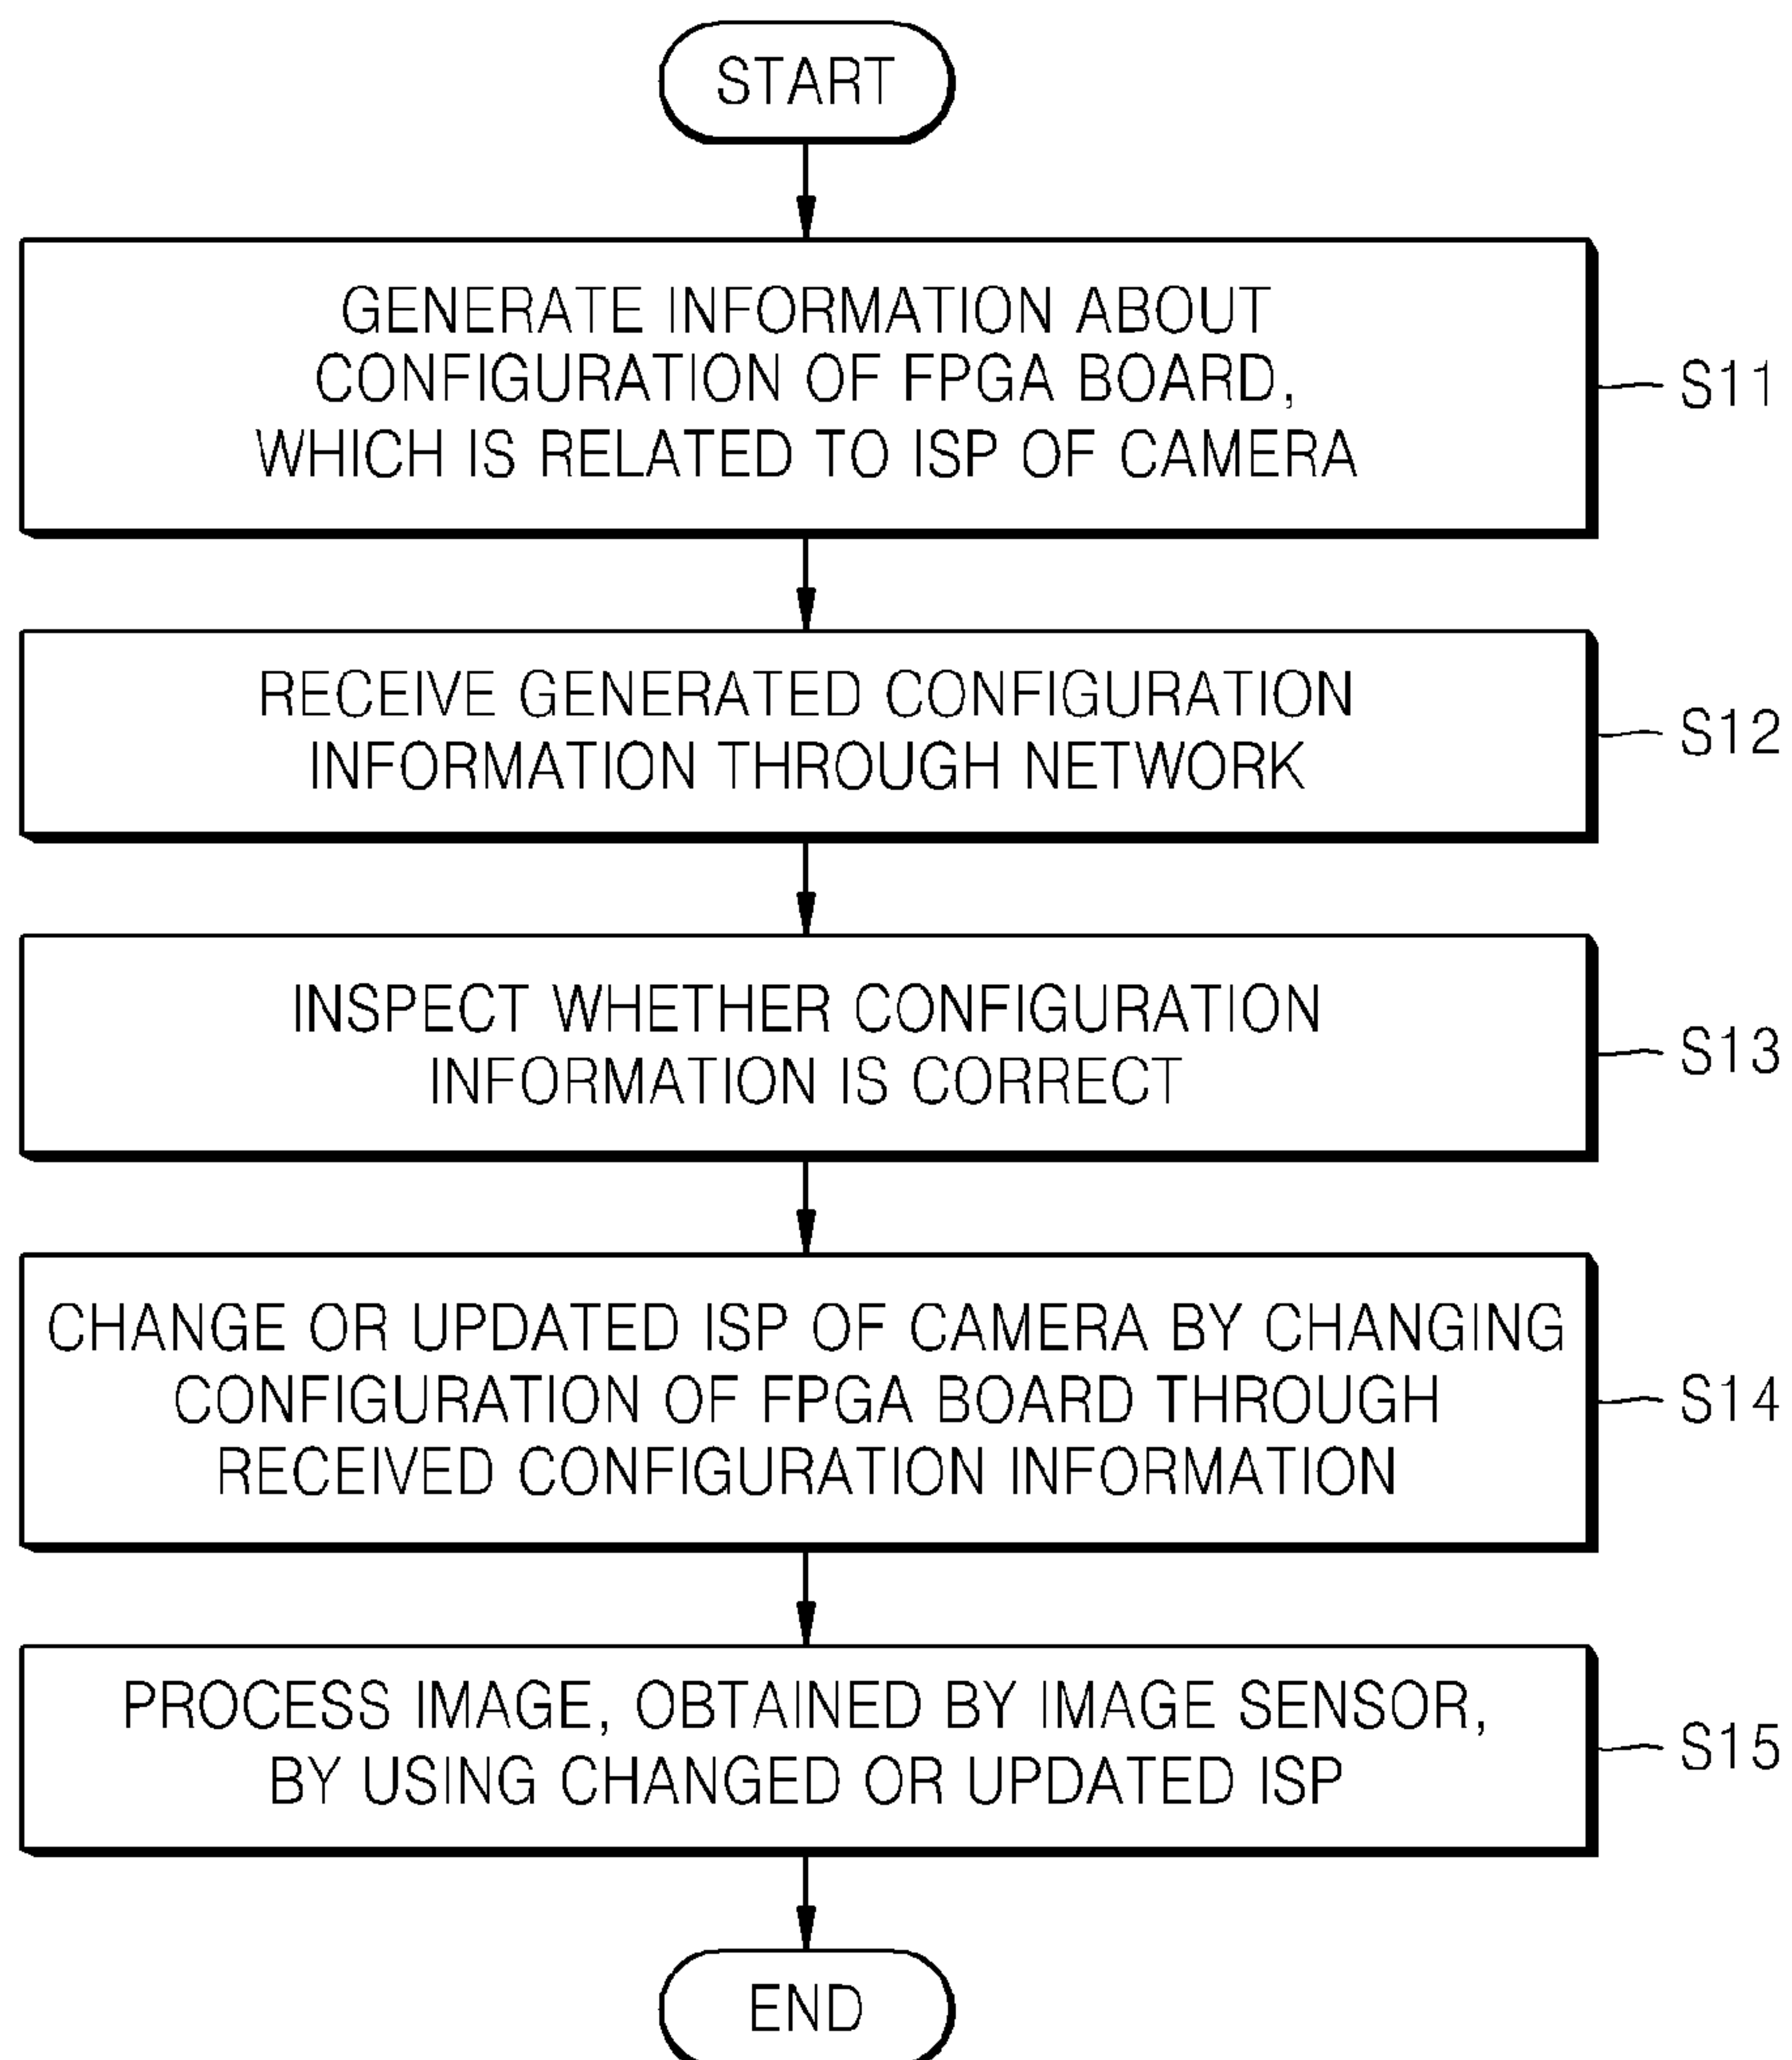 START
GENERATE INFORMATION ABOUT
CONFIGURATION OF FPGA BOARD,
WHICH IS RELATED TO ISP OF CAMERA
S11
RECEIVE GENERATED CONFIGURATION
INFORMATION THROUGH NETWORK
S12
INSPECT WHETHER CONFIGURATION
INFORMATION IS CORRECT
S13
CHANGE OR UPDATED ISP OF CAMERA BY CHANGING
CONFIGURATION OF FPGA BOARD THROUGH
RECEIVED CONFIGURATION INFORMATION
S14
PROCESS IMAGE, OBTAINED BY IMAGE SENSOR,
BY USING CHANGED OR UPDATED ISP
S15
END